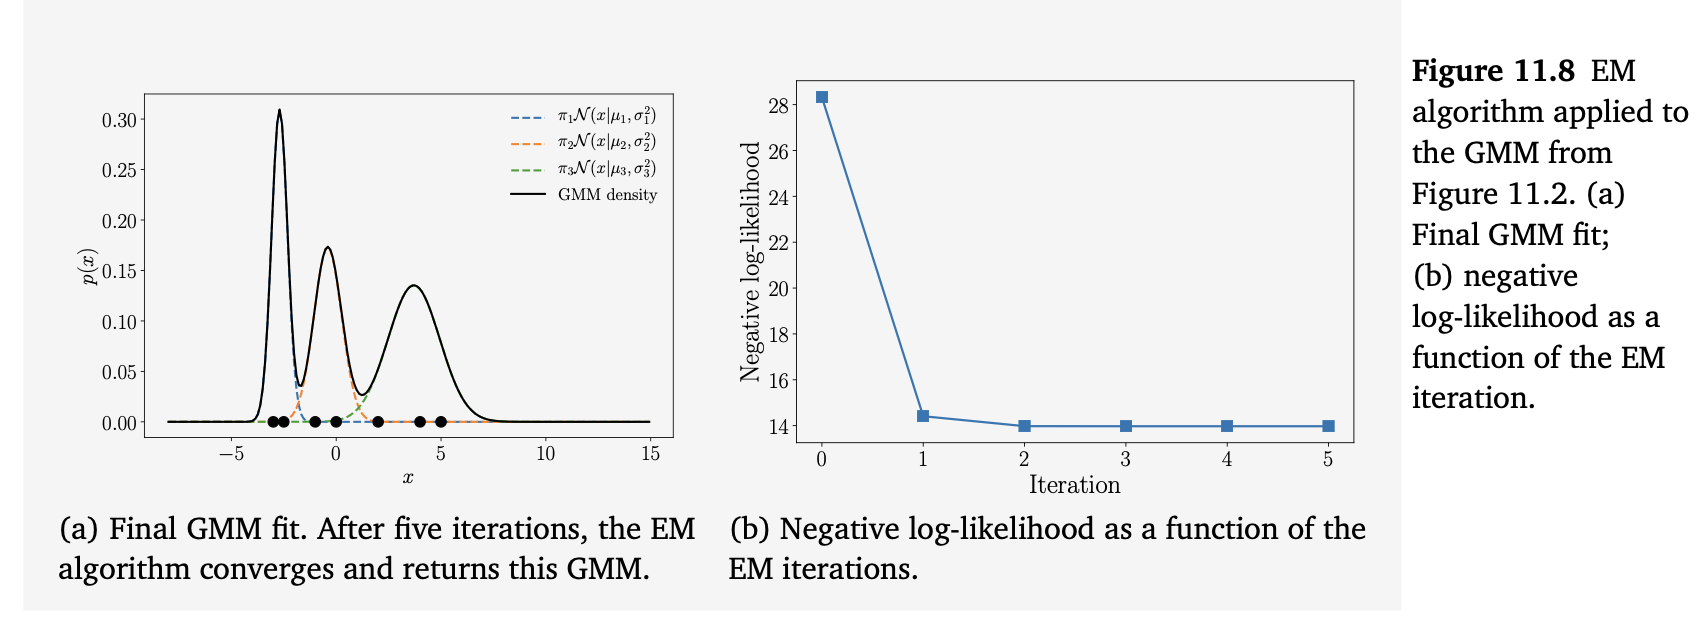 0.30
0.25
0.20
0.15
0.10
0.05
0.00
p(x)
−5
0
5
10
15
x
π₁𝒩(x|μ₁, σ₁²)
π₂𝒩(x|μ₂, σ₂²)
π₃𝒩(x|μ₃, σ₃²)
GMM density
(a) Final GMM fit. After five iterations, the EM
algorithm converges and returns this GMM.
28
26
24
22
20
18
16
14
Negative log-likelihood
0
1
2
3
4
5
Iteration
(b) Negative log-likelihood as a function of the
EM iterations.
Figure 11.8 EM
algorithm applied to
the GMM from
Figure 11.2. (a)
Final GMM fit;
(b) negative
log-likelihood as a
function of the EM
iteration.